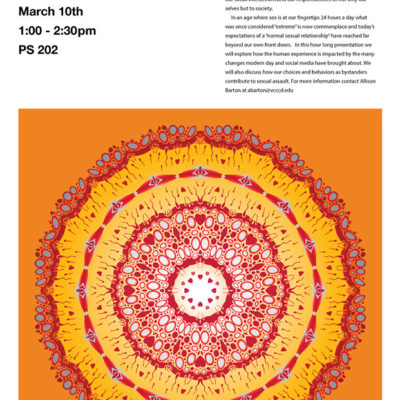 March 10th
1:00 - 2:30pm
PS 202
selves but to society.
In an age where sex is at our fingertips 24 hours a day what
was once considered "extreme" is now commonplace and today's
expectations of a "normal sexual relationship" have reached far
beyond our own front doors. In this hour long presentation we
will explore how the human experience is impacted by the many
changes modern day and social media have brought about. We
will also discuss how our choices and behaviors as bystanders
contribute to sexual assault. For more information contact Allison
Barton at abarton@vcccd.edu